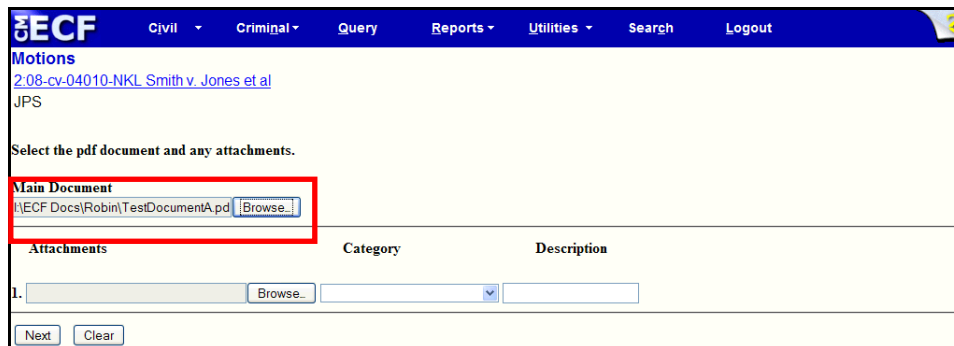 CM ECF Civil Criminal Query Reports Utilities Search Logout
Motions
2:08-cv-04010-NKL Smith v. Jones et al
JPS
Select the pdf document and any attachments.
Main Document
I:\ECF Docs\Robin\TestDocumentA.pd Browse...
Attachments Category Description
1. Browse...
Next Clear